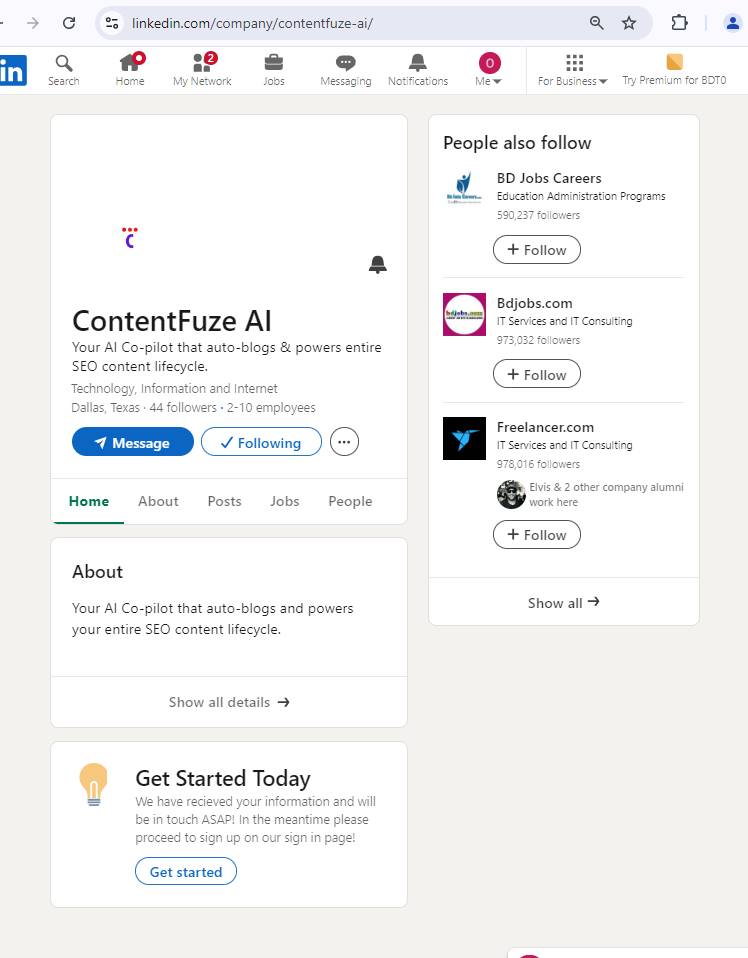 linkedin.com/company/contentfuze-ai/
in
Search
Home
2
My Network
Jobs
Messaging
Notifications
O
Me
For Business
Try Premium for BDT0
C
ContentFuze AI
Your AI Co-pilot that auto-blogs & powers entire
SEO content lifecycle.
Technology, Information and Internet
Dallas, Texas · 44 followers · 2-10 employees
Message
Following
Home
About
Posts
Jobs
People
About
Your AI Co-pilot that auto-blogs and powers
your entire SEO content lifecycle.
Show all details →
Get Started Today
We have recieved your information and will
be in touch ASAP! In the meantime please
proceed to sign up on our sign in page!
Get started
People also follow
BD Jobs Careers
Education Administration Programs
590,237 followers
+ Follow
bdjobs.com
Bdjobs.com
IT Services and IT Consulting
973,032 followers
+ Follow
Freelancer.com
IT Services and IT Consulting
978,016 followers
Elvis & 2 other company alumni
work here
+ Follow
Show all →